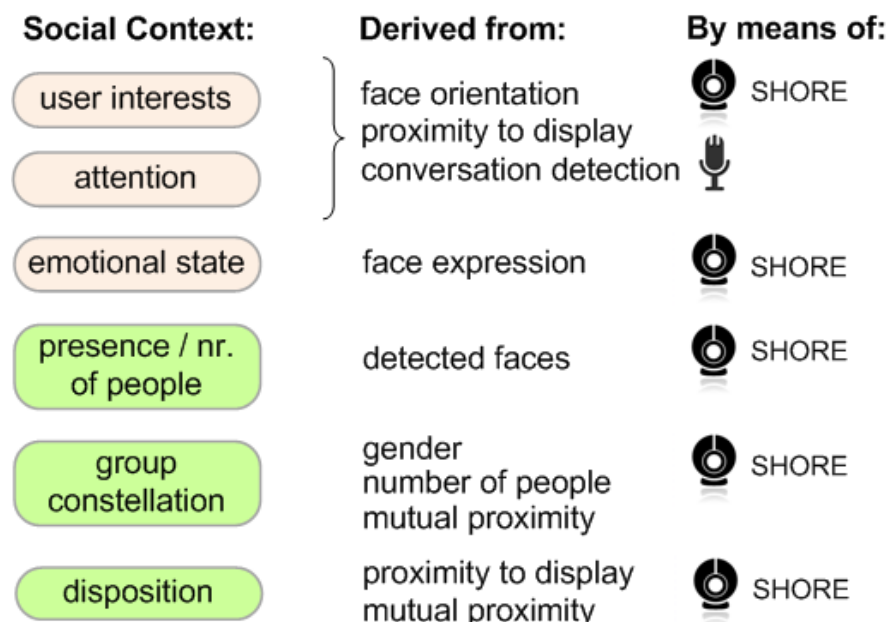 Social Context: Derived from: By means of:
user interests
attention
face orientation
proximity to display
conversation detection
SHORE
emotional state
face expression
SHORE
presence / nr.
of people
detected faces
SHORE
group
constellation
gender
number of people
mutual proximity
SHORE
disposition
proximity to display
mutual proximity
SHORE